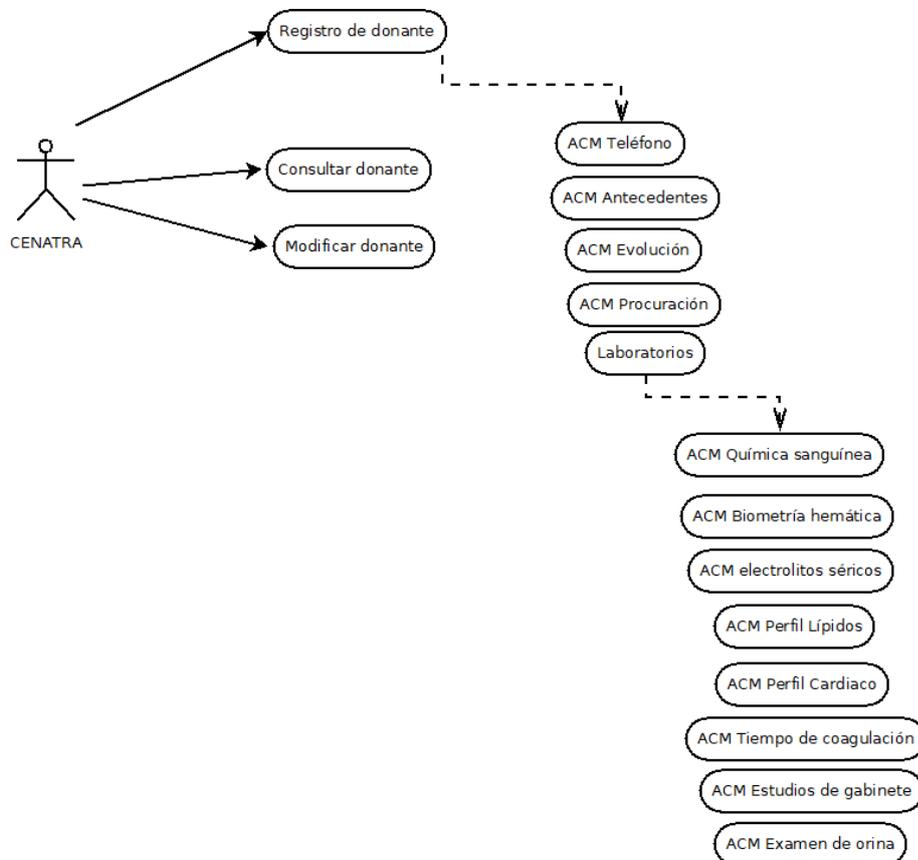 Registro de donante
ACM Teléfono
Consultar donante
ACM Antecedentes
CENATRA
Modificar donante
ACM Evolución
ACM Procuración
Laboratorios
ACM Química sanguínea
ACM Biometría hemática
ACM electrolitos séricos
ACM Perfil Lípidos
ACM Perfil Cardiaco
ACM Tiempo de coagulación
ACM Estudios de gabinete
ACM Examen de orina